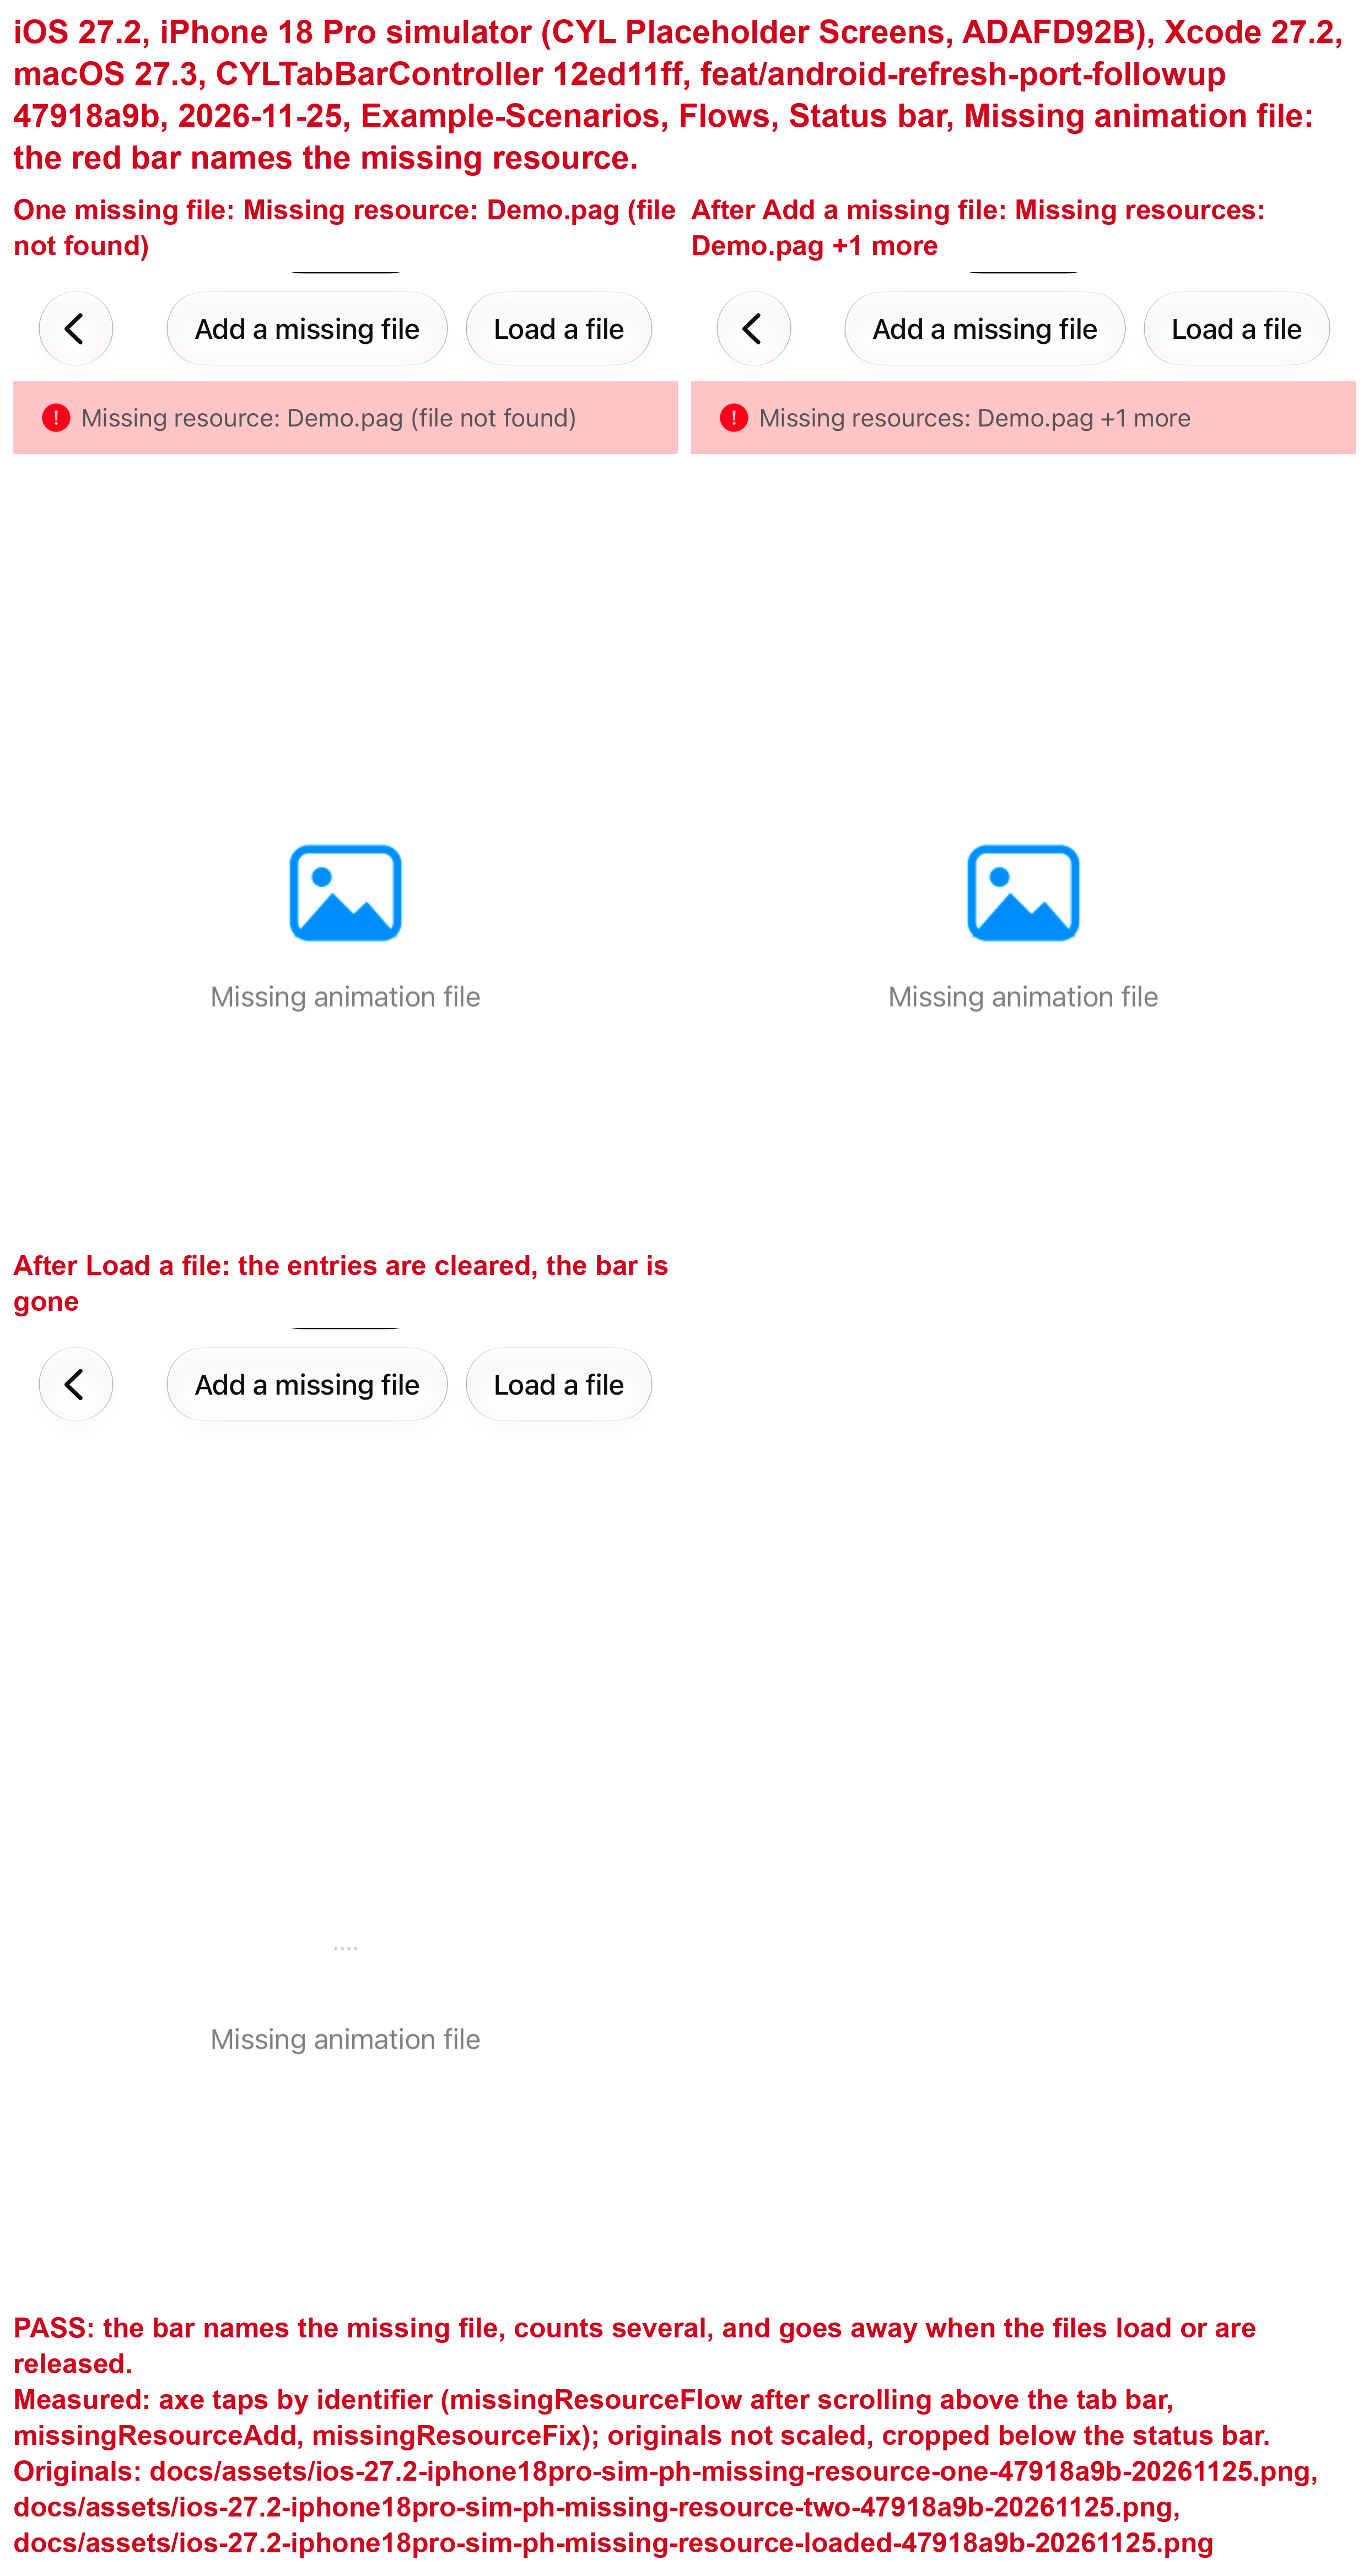 iOS 27.2, iPhone 18 Pro simulator (CYL Placeholder Screens, ADAFD92B), Xcode 27.2,
macOS 27.3, CYLTabBarController 12ed11ff, feat/android-refresh-port-followup
47918a9b, 2026-11-25, Example-Scenarios, Flows, Status bar, Missing animation file:
the red bar names the missing resource.
One missing file: Missing resource: Demo.pag (file
not found)
Add a missing file
Load a file
! Missing resource: Demo.pag (file not found)
Missing animation file
After Add a missing file: Missing resources:
Demo.pag +1 more
Add a missing file
Load a file
! Missing resources: Demo.pag +1 more
Missing animation file
After Load a file: the entries are cleared, the bar is
gone
Add a missing file
Load a file
Missing animation file
PASS: the bar names the missing file, counts several, and goes away when the files load or are
released.
Measured: axe taps by identifier (missingResourceFlow after scrolling above the tab bar,
missingResourceAdd, missingResourceFix); originals not scaled, cropped below the status bar.
Originals: docs/assets/ios-27.2-iphone18pro-sim-ph-missing-resource-one-47918a9b-20261125.png,
docs/assets/ios-27.2-iphone18pro-sim-ph-missing-resource-two-47918a9b-20261125.png,
docs/assets/ios-27.2-iphone18pro-sim-ph-missing-resource-loaded-47918a9b-20261125.png